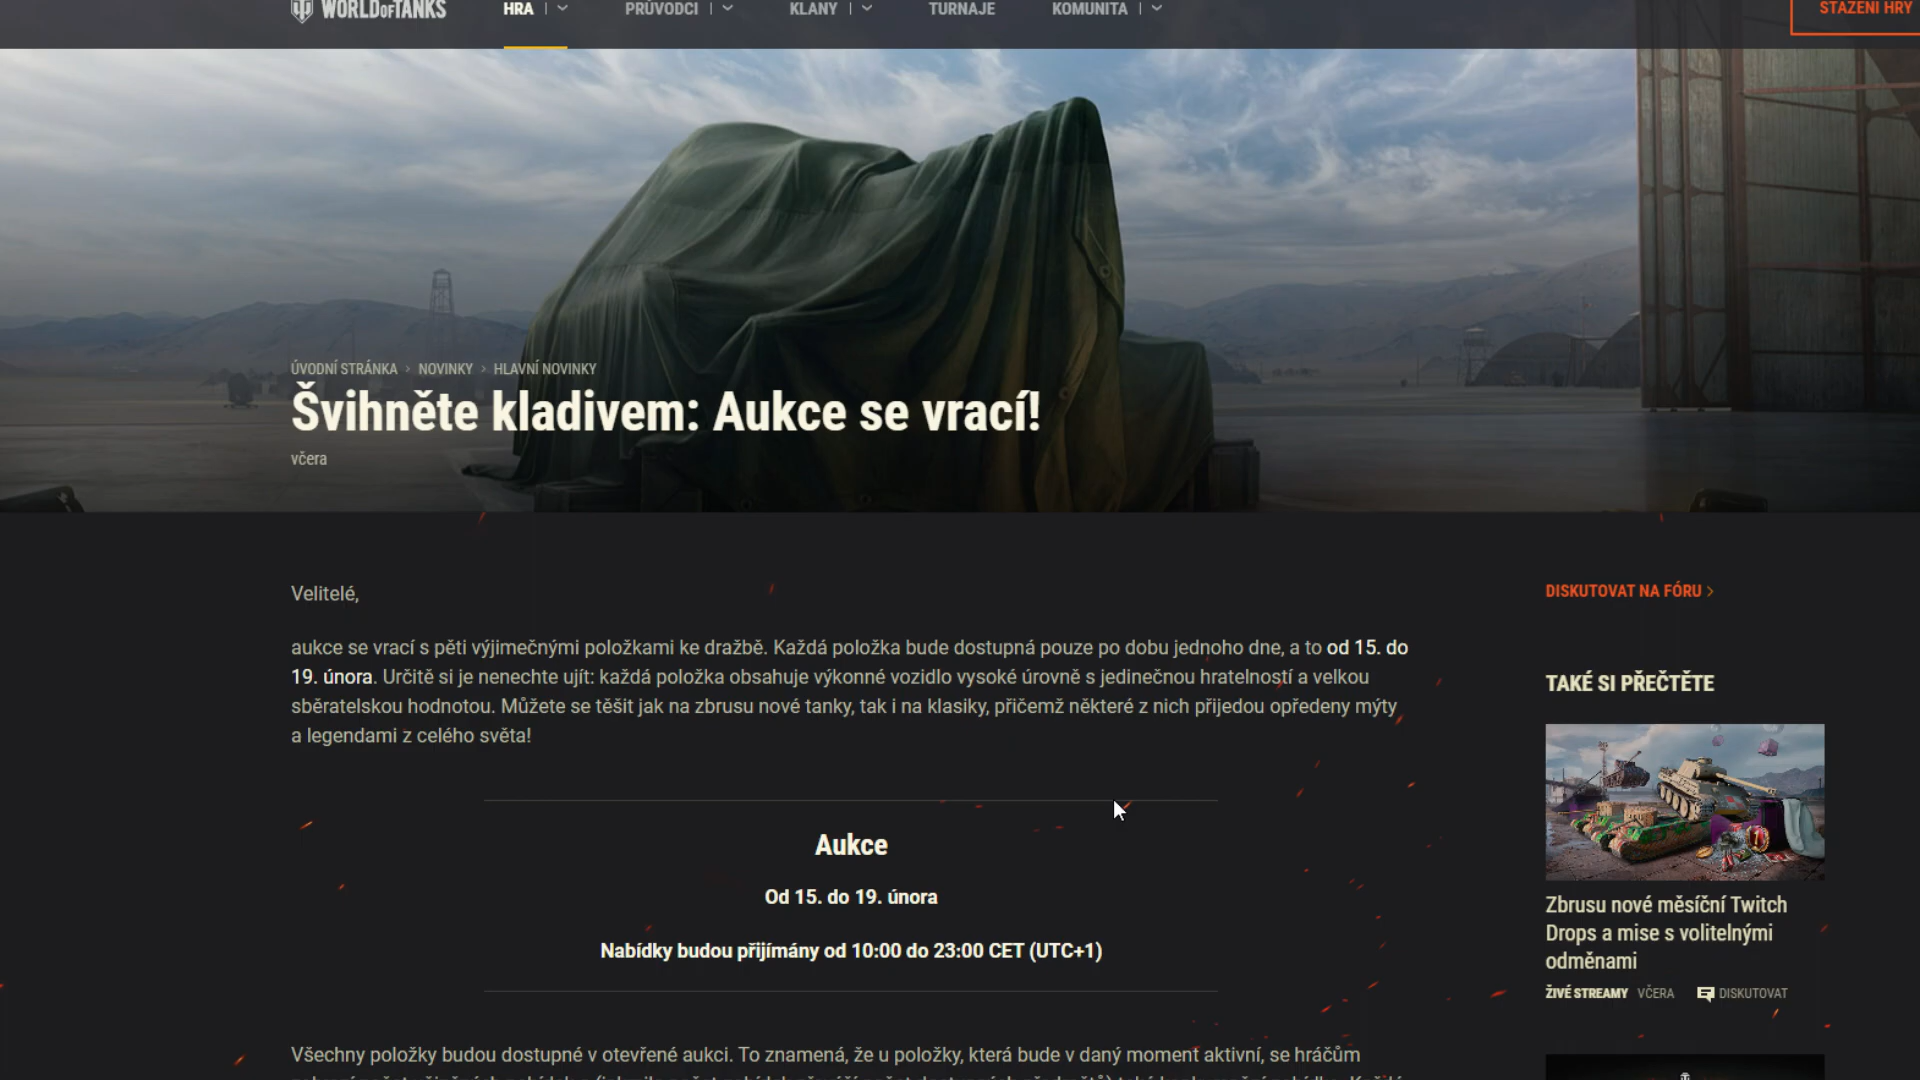 WORLD OF TANKS
HRA
PRŮVODCI
KLANY
TURNAJE
KOMUNITA
STAŽENÍ HRY
ÚVODNÍ STRÁNKA > NOVINKY > HLAVNÍ NOVINKY
Švihněte kladivem: Aukce se vrací!
včera
Velitelé,
aukce se vrací s pěti výjimečnými položkami ke dražbě. Každá položka bude dostupná pouze po dobu jednoho dne, a to od 15. do
19. února. Určitě si je nenechte ujít: každá položka obsahuje výkonné vozidlo vysoké úrovně s jedinečnou hratelností a velkou
sběratelskou hodnotou. Můžete se těšit jak na zbrusu nové tanky, tak i na klasiky, přičemž některé z nich přijedou opředeny mýty
a legendami z celého světa!
Aukce
Od 15. do 19. února
Nabídky budou přijímány od 10:00 do 23:00 CET (UTC+1)
Všechny položky budou dostupné v otevřené aukci. To znamená, že u položky, která bude v daný moment aktivní, se hráčům
DISKUTOVAT NA FÓRU >
TAKÉ SI PŘEČTĚTE
Zbrusu nové měsíční Twitch
Drops a mise s volitelnými
odměnami
ŽIVÉ STREAMY VČERA DISKUTOVAT